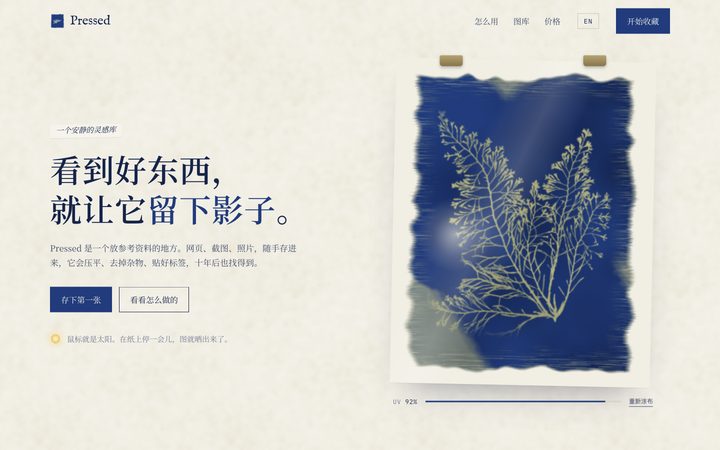 Pressed
怎么用
图库
价格
EN
开始收藏
一个安静的灵感库
看到好东西，
就让它留下影子。
Pressed 是一个放参考资料的地方。网页、截图、照片，随手存进
来，它会压平、去掉杂物、贴好标签，十年后也找得到。
存下第一张
看看怎么做的
鼠标就是太阳。在纸上停一会儿，图就晒出来了。
UV 92%
重新涂布